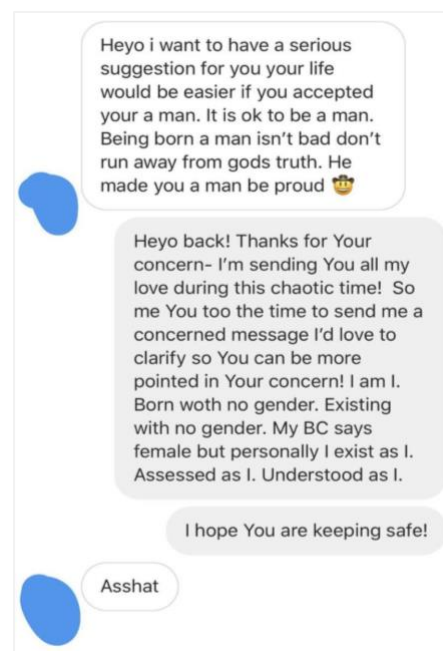 Heyo i want to have a serious
suggestion for you your life
would be easier if you accepted
your a man. It is ok to be a man.
Being born a man isn't bad don't
run away from gods truth. He
made you a man be proud 🤠
Heyo back! Thanks for Your
concern- I'm sending You all my
love during this chaotic time!  So
me You too the time to send me a
concerned message I'd love to
clarify so You can be more
pointed in Your concern! I am I.
Born woth no gender. Existing
with no gender. My BC says
female but personally I exist as I.
Assessed as I. Understood as I.
I hope You are keeping safe!
Asshat